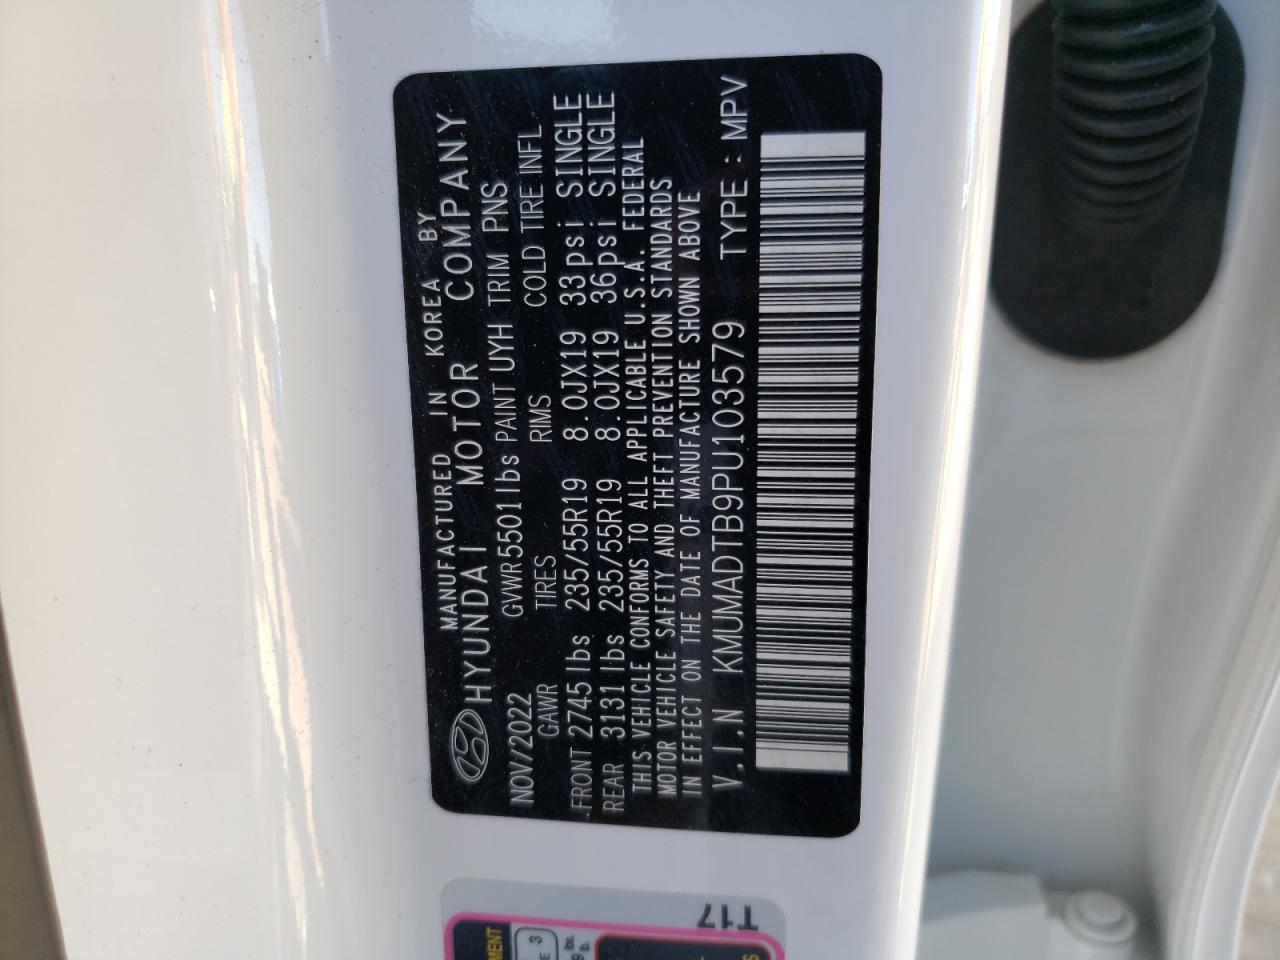 MANUFACTURED IN KOREA BY
HYUNDAI MOTOR COMPANY
NOV/2022 GVWR5501lbs PAINT UYH TRIM PNS
GAWR TIRES RIMS COLD TIRE INFL.
FRONT 2745 lbs 235/55R19 8.0JX19 33psi SINGLE
REAR 3131 lbs 235/55R19 8.0JX19 36psi SINGLE
THIS VEHICLE CONFORMS TO ALL APPLICABLE U.S.A. FEDERAL
MOTOR VEHICLE SAFETY AND THEFT PREVENTION STANDARDS
IN EFFECT ON THE DATE OF MANUFACTURE SHOWN ABOVE
V.I.N KMUMADTB9PU103579 TYPE : MPV
T17